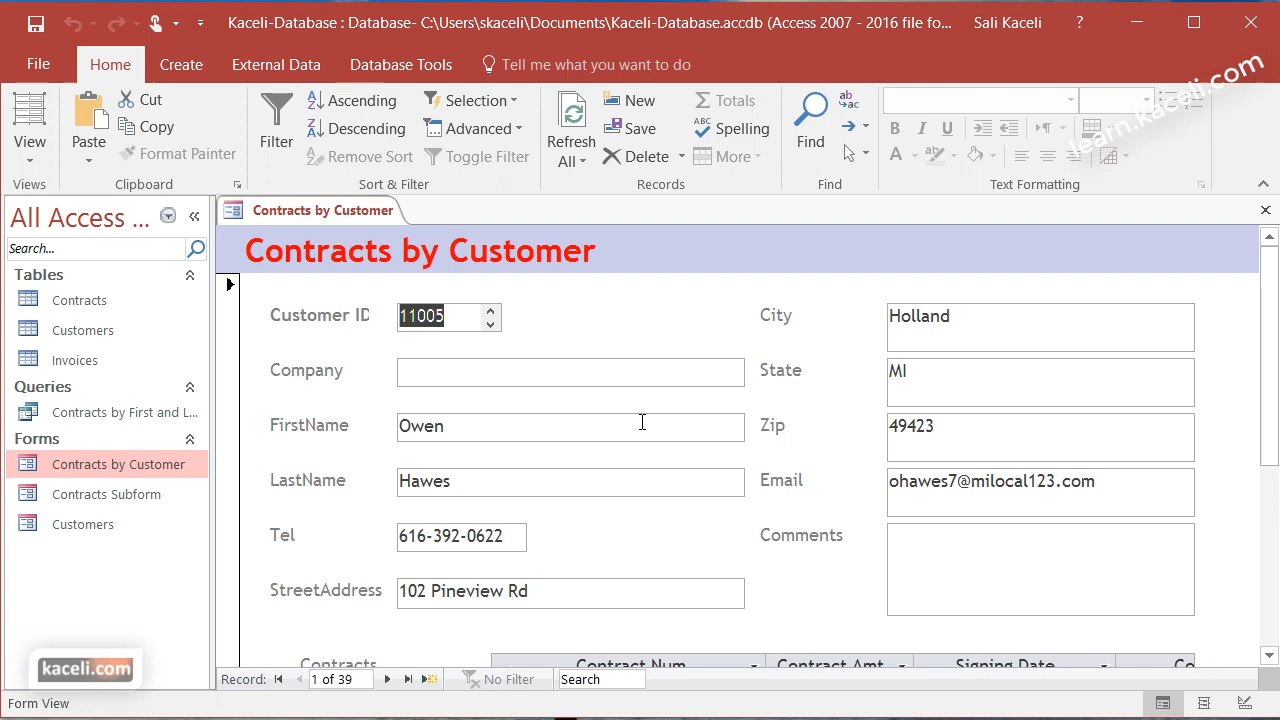 Kaceli-Database : Database- C:\Users\skaceli\Documents\Kaceli-Database.accdb (Access 2007 - 2016 file fo...
Sali Kaceli
?
File
Home
Create
External Data
Database Tools
Tell me what you want to do
View
Views
Paste
Cut
Copy
Format Painter
Clipboard
Filter
Ascending
Descending
Remove Sort
Selection
Advanced
Toggle Filter
Sort & Filter
Refresh
All
New
Save
Delete
Totals
ABC
Spelling
More
Records
Find
ab
ac
Find
B I U
A
Text Formatting
learn.kaceli.com
All Access ...
Search...
Tables
Contracts
Customers
Invoices
Queries
Contracts by First and L...
Forms
Contracts by Customer
Contracts Subform
Customers
kaceli.com
Contracts by Customer
Contracts by Customer
Customer ID 11005
Company
FirstName Owen
LastName Hawes
Tel 616-392-0622
StreetAddress 102 Pineview Rd
City Holland
State MI
Zip 49423
Email ohawes7@milocal123.com
Comments
Contracts
Contract Num
Contract Amt
Signing Date
Co
Record: 1 of 39 No Filter Search
Form View